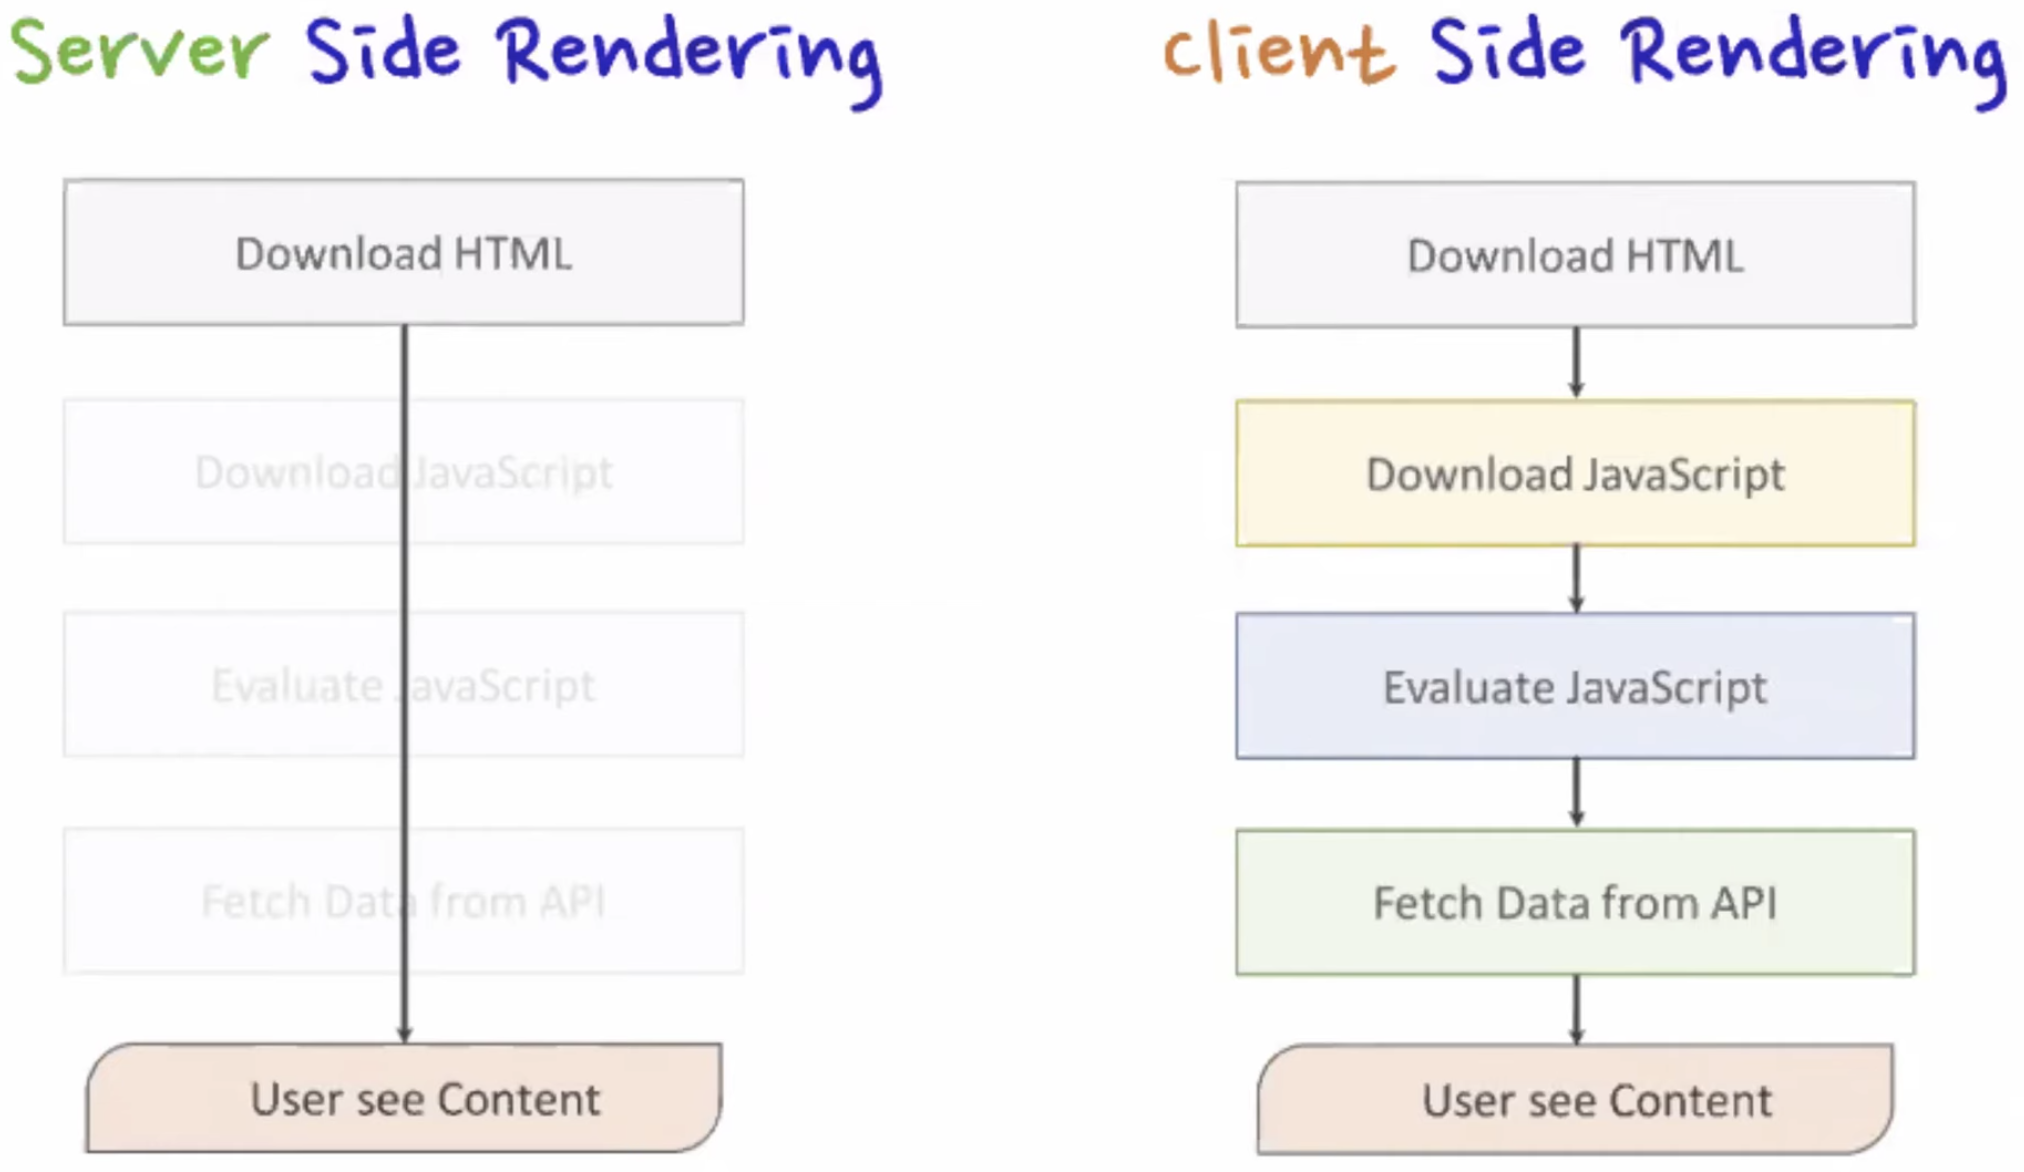 Server Side Rendering
Download HTML
Download JavaScript
Evaluate JavaScript
Fetch Data from API
User see Content
Client Side Rendering
Download HTML
Download JavaScript
Evaluate JavaScript
Fetch Data from API
User see Content